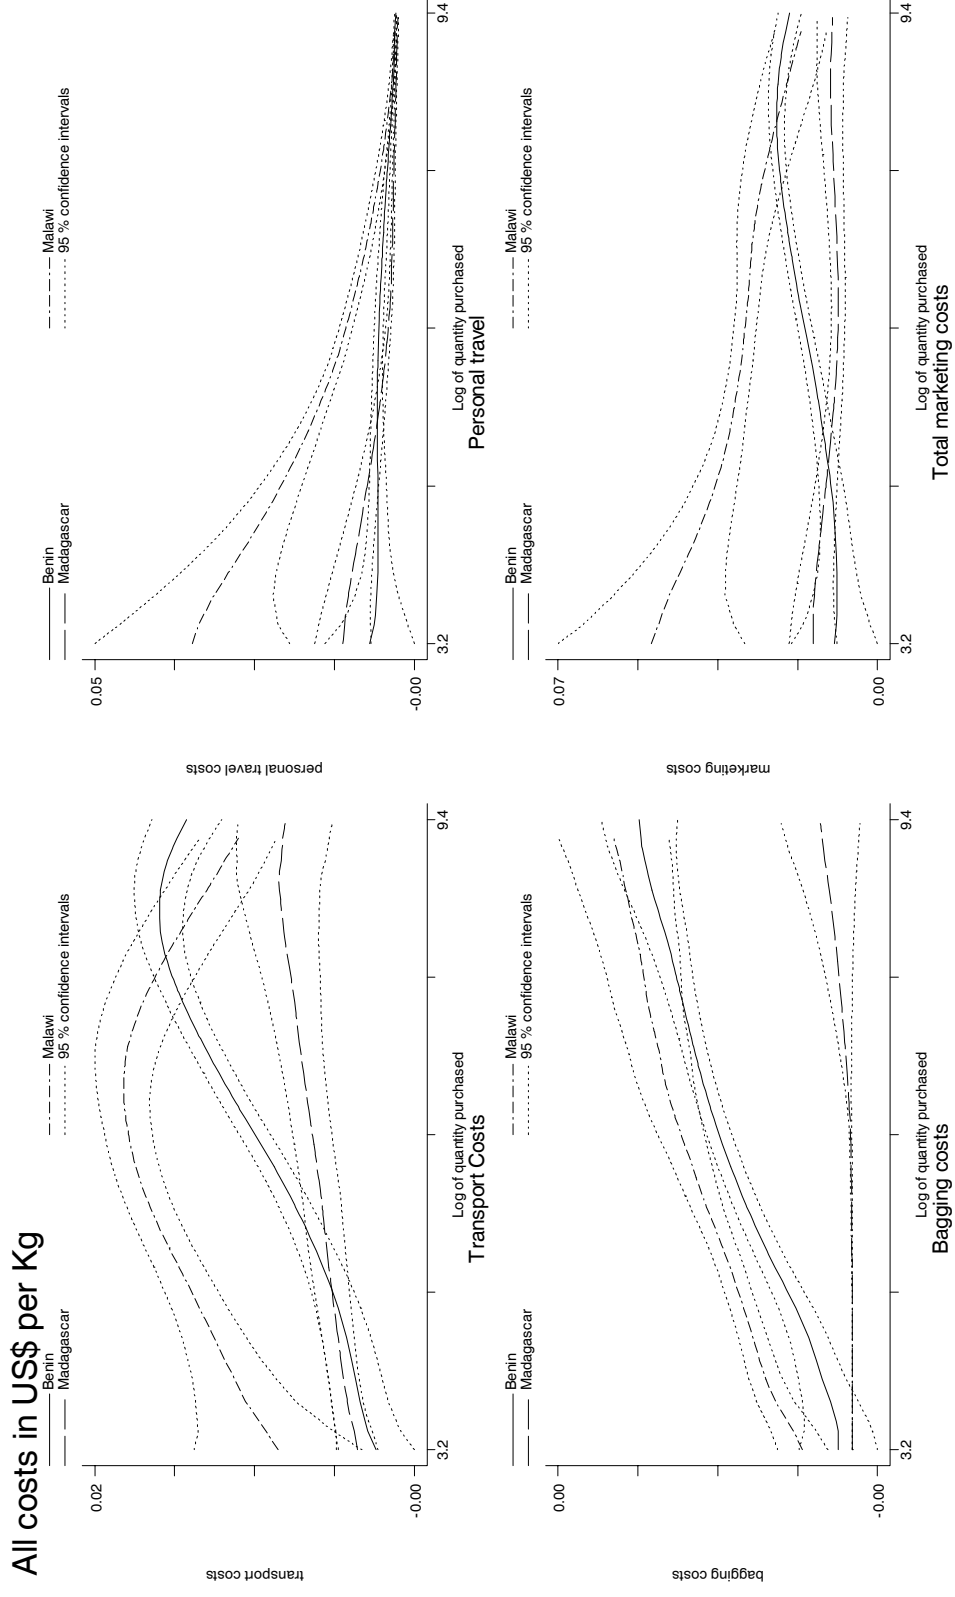 All costs in US$ per Kg
Benin
Madagascar
Malawi
95 % confidence intervals
transport costs
0.02
-0.00
3.2
9.4
Log of quantity purchased
Transport Costs
Benin
Madagascar
Malawi
95 % confidence intervals
personal travel costs
0.05
-0.00
3.2
9.4
Log of quantity purchased
Personal travel
Benin
Madagascar
Malawi
95 % confidence intervals
bagging costs
0.00
-0.00
3.2
9.4
Log of quantity purchased
Bagging costs
Benin
Madagascar
Malawi
95 % confidence intervals
marketing costs
0.07
0.00
3.2
9.4
Log of quantity purchased
Total marketing costs